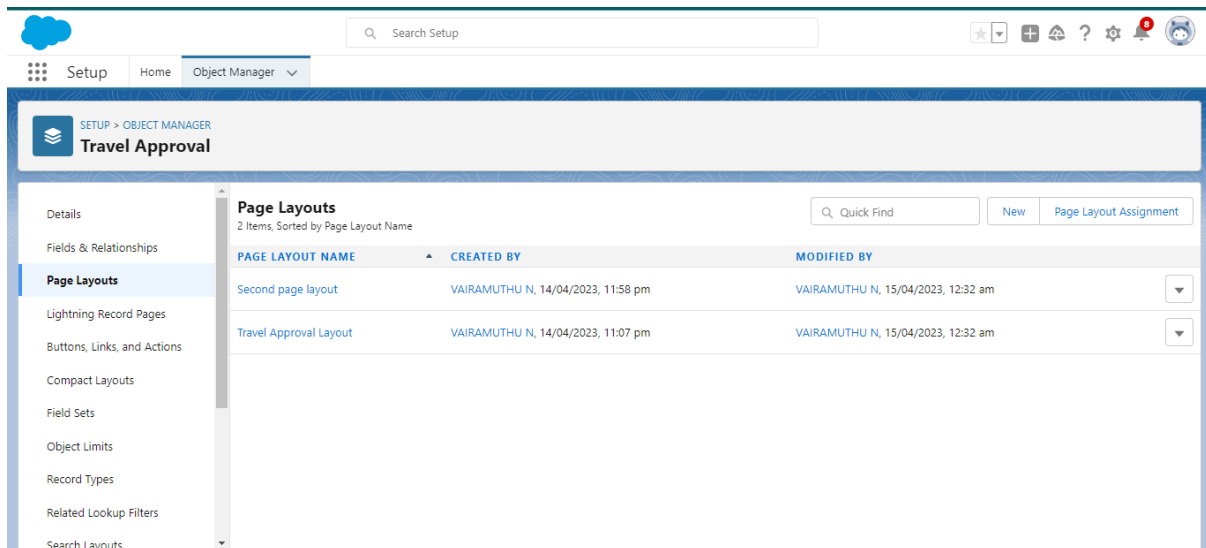 Search Setup
8
Setup Home Object Manager
SETUP > OBJECT MANAGER
Travel Approval
Details
Fields & Relationships
Page Layouts
Lightning Record Pages
Buttons, Links, and Actions
Compact Layouts
Field Sets
Object Limits
Record Types
Related Lookup Filters
Search Layouts
Page Layouts
2 Items, Sorted by Page Layout Name
Quick Find New Page Layout Assignment
PAGE LAYOUT NAME CREATED BY MODIFIED BY
Second page layout VAIRAMUTHU N, 14/04/2023, 11:58 pm VAIRAMUTHU N, 15/04/2023, 12:32 am
Travel Approval Layout VAIRAMUTHU N, 14/04/2023, 11:07 pm VAIRAMUTHU N, 15/04/2023, 12:32 am